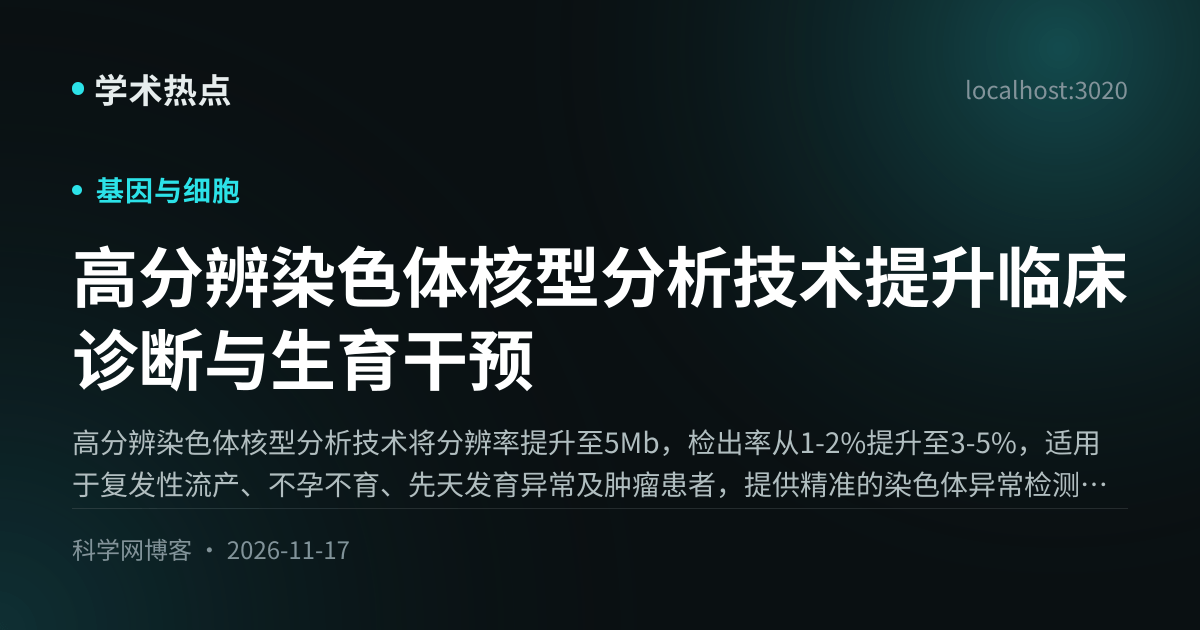 学术热点
localhost:3020
基因与细胞
高分辨染色体核型分析技术提升临床
诊断与生育干预
高分辨染色体核型分析技术将分辨率提升至5Mb，检出率从1-2%提升至3-5%，适用
于复发性流产、不孕不育、先天发育异常及肿瘤患者，提供精准的染色体异常检测…
科学网博客 • 2026-11-17